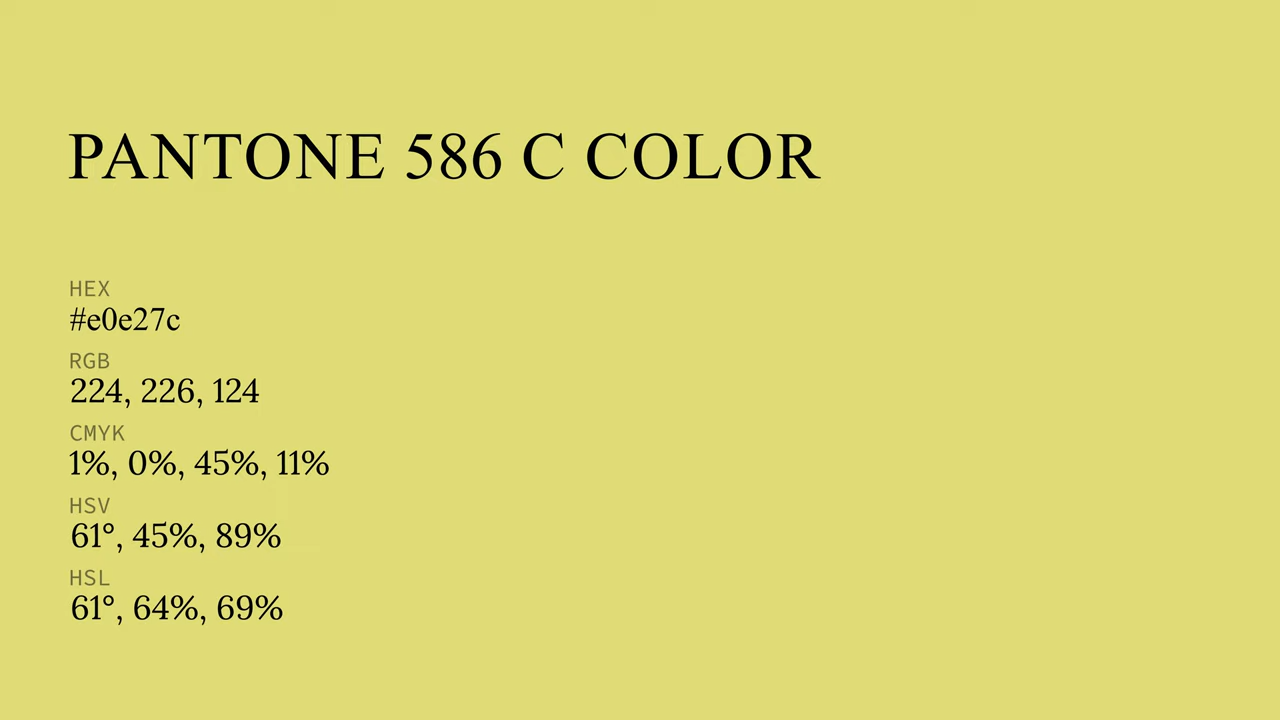 PANTONE 586 C COLOR
HEX
#e0e27c
RGB
224, 226, 124
CMYK
1%, 0%, 45%, 11%
HSV
61°, 45%, 89%
HSL
61°, 64%, 69%